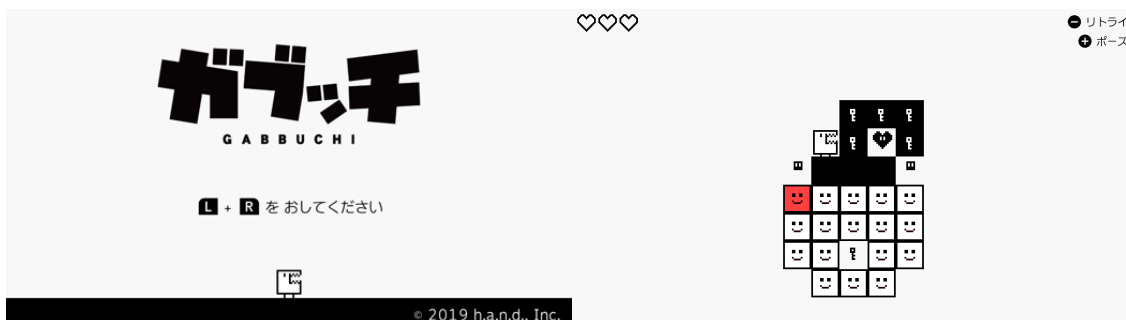 ガブッチ
GABBUCHI
L + R を おしてください
© 2019 h.a.n.d., Inc.
リトライ
ポーズ